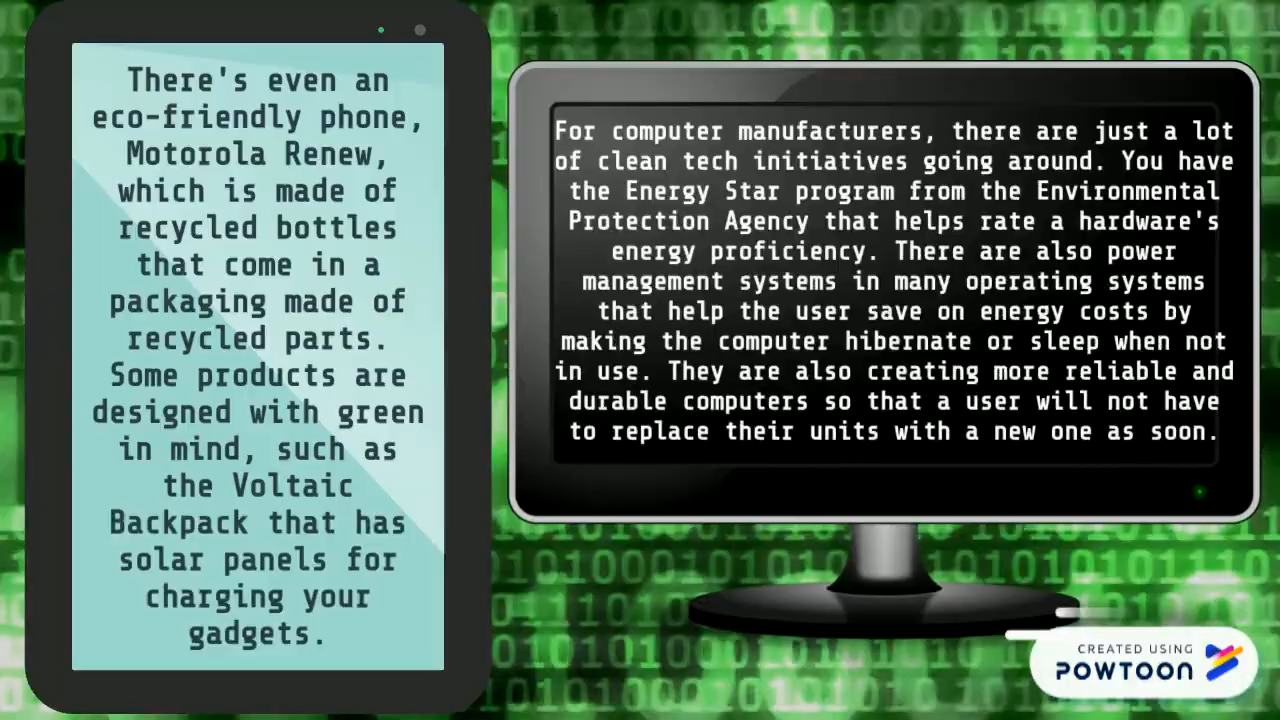 There's even an
eco-friendly phone,
Motorola Renew,
which is made of
recycled bottles
that come in a
packaging made of
recycled parts.
Some products are
designed with green
in mind, such as
the Voltaic
Backpack that has
solar panels for
charging your
gadgets.
For computer manufacturers, there are just a lot
of clean tech initiatives going around. You have
the Energy Star program from the Environmental
Protection Agency that helps rate a hardware's
energy proficiency. There are also power
management systems in many operating systems
that help the user save on energy costs by
making the computer hibernate or sleep when not
in use. They are also creating more reliable and
durable computers so that a user will not have
to replace their units with a new one as soon.
CREATED USING
POWTOON